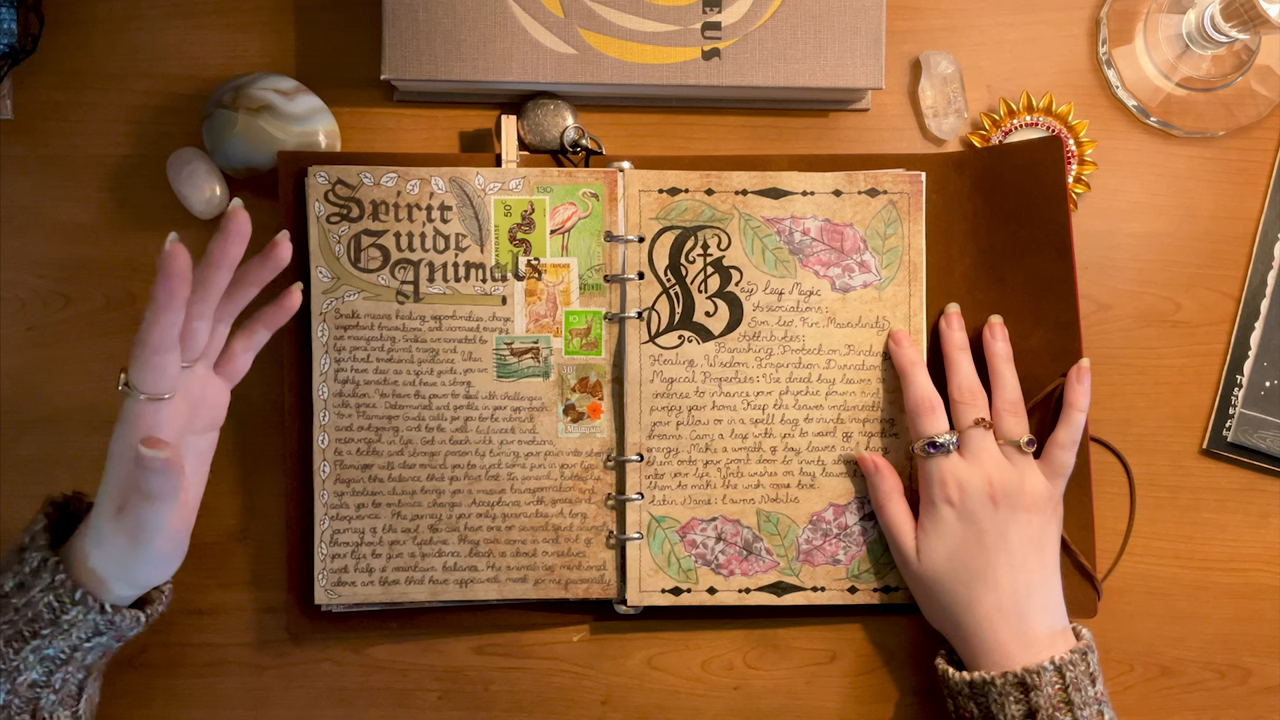 EUS
Spirit
Guide
Animals
130F
50c
RWANDAISE
10
30c
Malaysia
Snake means healing, opportunities, change,
important transitions, and increased energy
are manifesting. Snakes are connected to
life force and primal energy and
spiritual emotional guidance. When
you have as a spirit guide, you are
highly sensitive and have a strong
intuition. You have the power to deal with challenges
with grace. Determined and gentle in your approach.
Your Flamingo Guide calls for you to be vibrant
and outgoing, and to be well-balanced and
resourceful in life. Get in touch with your emotions,
be a better and stronger person by turning your pain into strength
Flamingo will also remind you to inject some fun in your life.
Regain the balance that you have lost. In general, butterfly
symbolism always brings you a massive transformation and
asks you to embrace changes. Acceptance with grace and
eloquence. The journey is your only guarantee. A long
journey of the soul. You can have one or several spirit animals
throughout your lifetime. They can come in and out of
your life to give us guidance, teach us about ourselves
and help us maintain balance. The animals mentioned
above are those that have appeared most for me personally.
Bay Leaf Magic
Associations:
Sun, Leo, Fire, Masculinity
Attributes:
Banishing, Protection, Binding
Healing, Wisdom, Inspiration, Divination
Magical Properties: Use dried bay leaves as
incense to enhance your phychic powers and
purify your home. Keep the leaves underneath
your pillow or in a spell bag to invite inspiring
dreams. Carry a leaf with you to ward off negative
energy. Make a wreath of bay leaves and hang
them onto your front door to invite
into your life. Write wishes on bay leaves
them to make the wish come true.
Latin Name: Laurus Nobilis